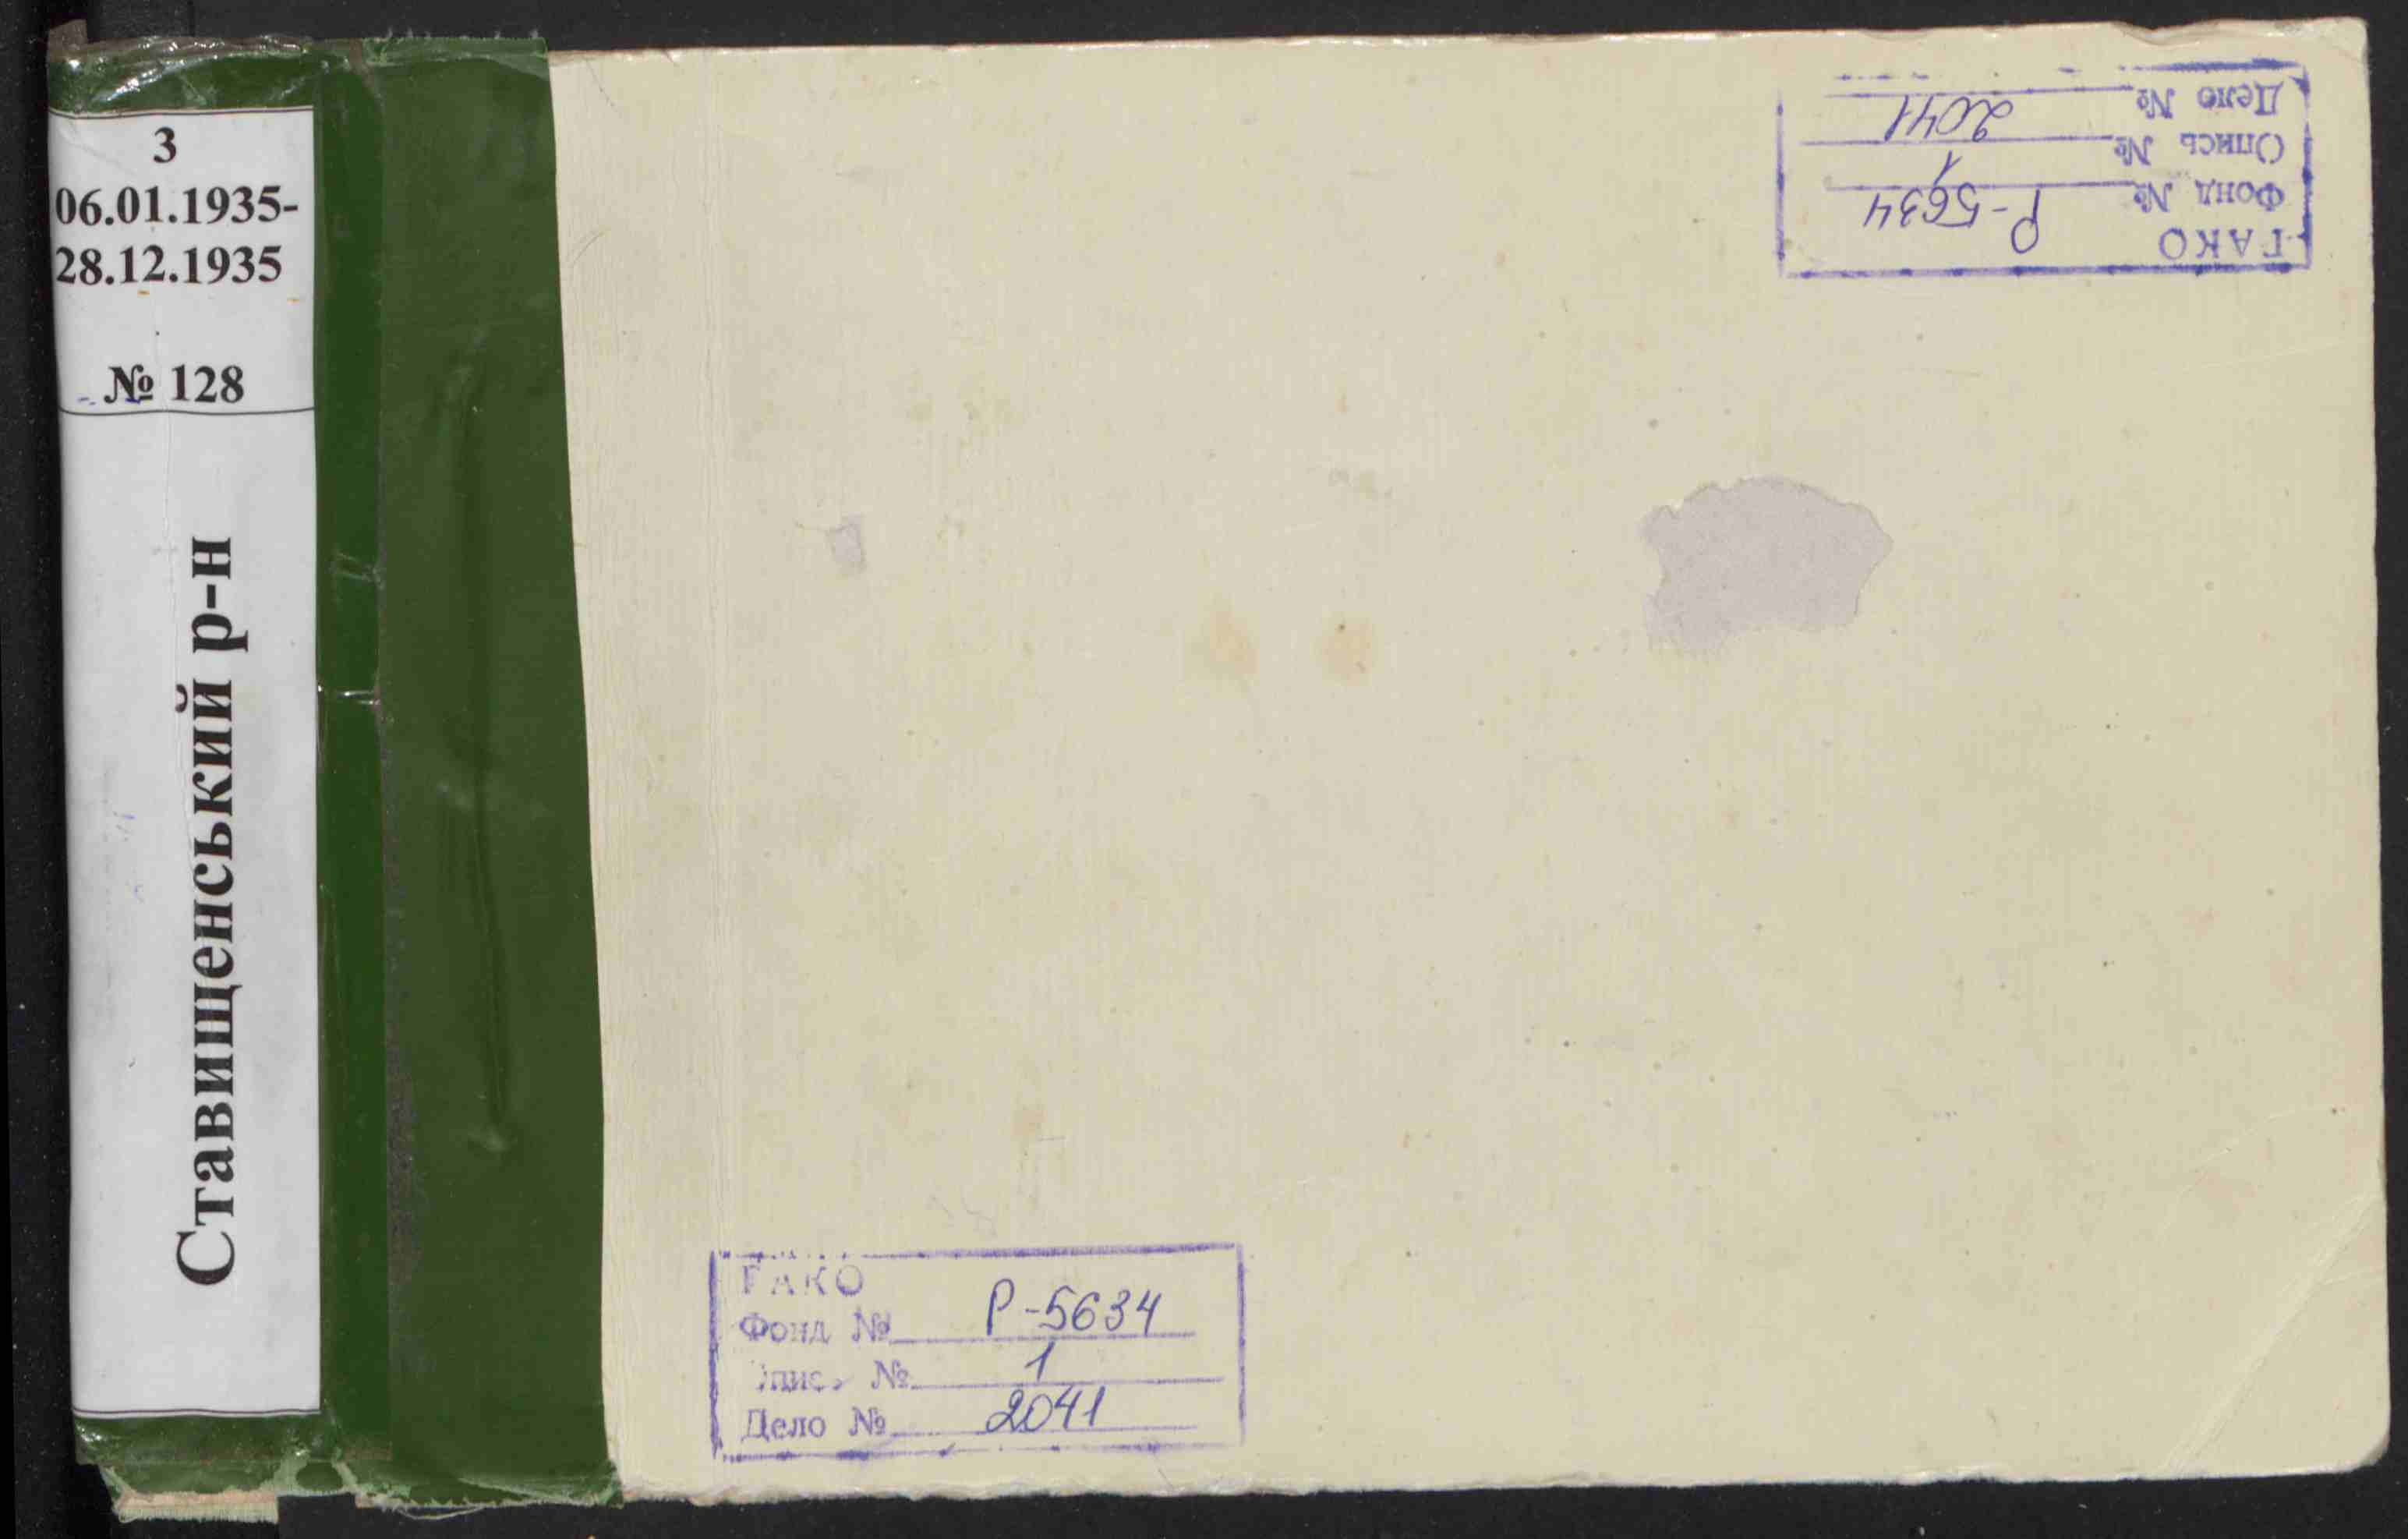 3
06.01.1935-
28.12.1935
№ 128
Ставищенський р-н
ГАКО
Фонд № Р-5634
Опись № 1
Дело № 2041
ГАКО
Фонд № Р-5634
№ 1
Дело № 2041